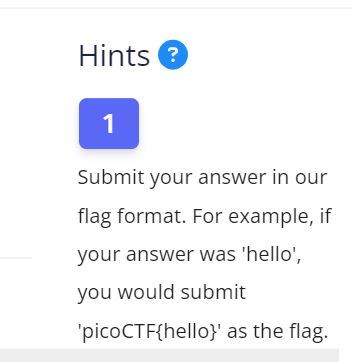 Hints ?
1
Submit your answer in our
flag format. For example, if
your answer was 'hello',
you would submit
'picoCTF{hello}' as the flag.